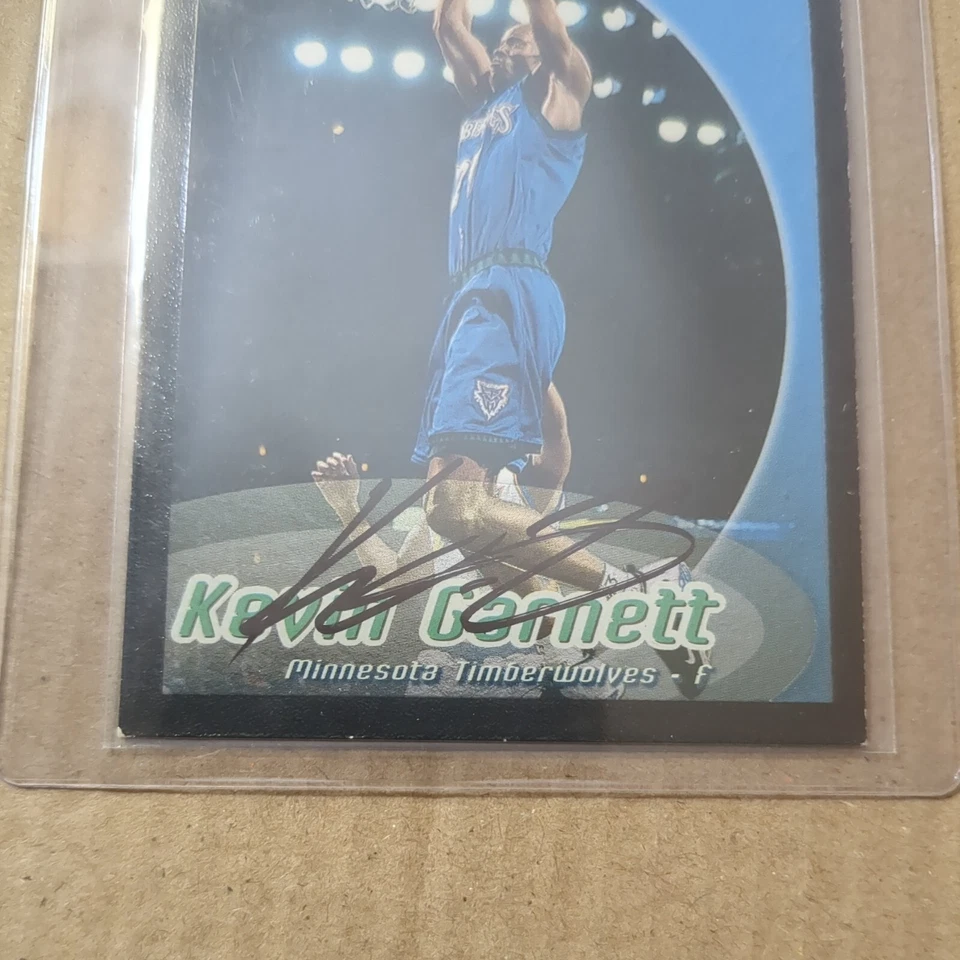 Kevin Garnett
Minnesota Timberwolves - F